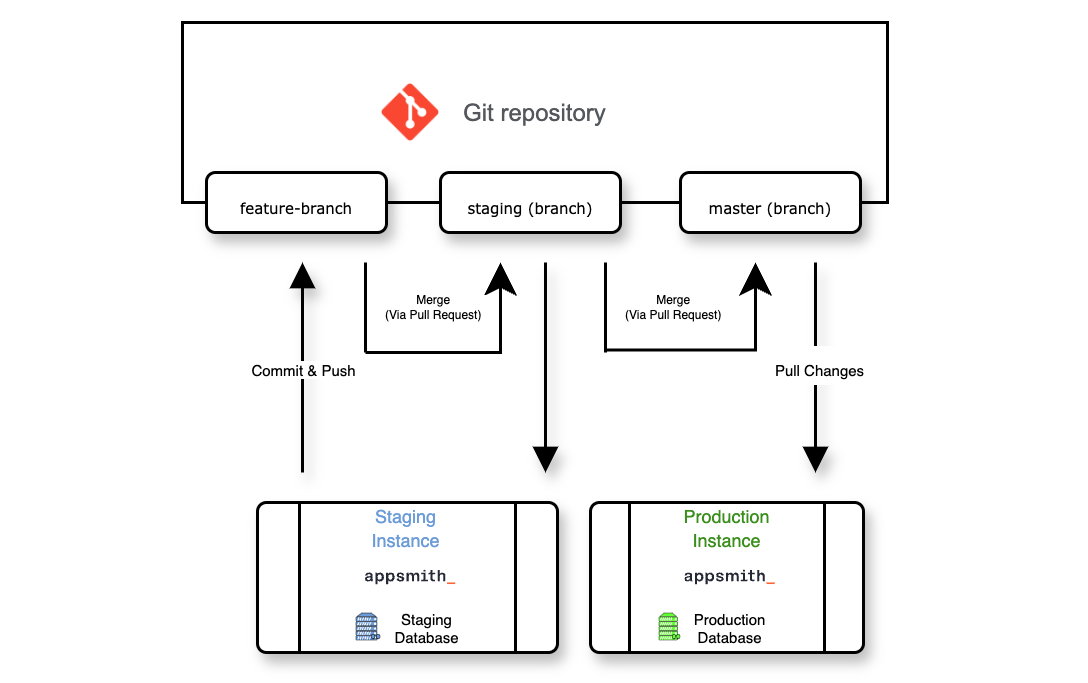 Git repository
feature-branch
staging (branch)
master (branch)
Merge
(Via Pull Request)
Merge
(Via Pull Request)
Commit & Push
Pull Changes
Staging
Instance
appsmith_
Staging
Database
Production
Instance
appsmith_
Production
Database